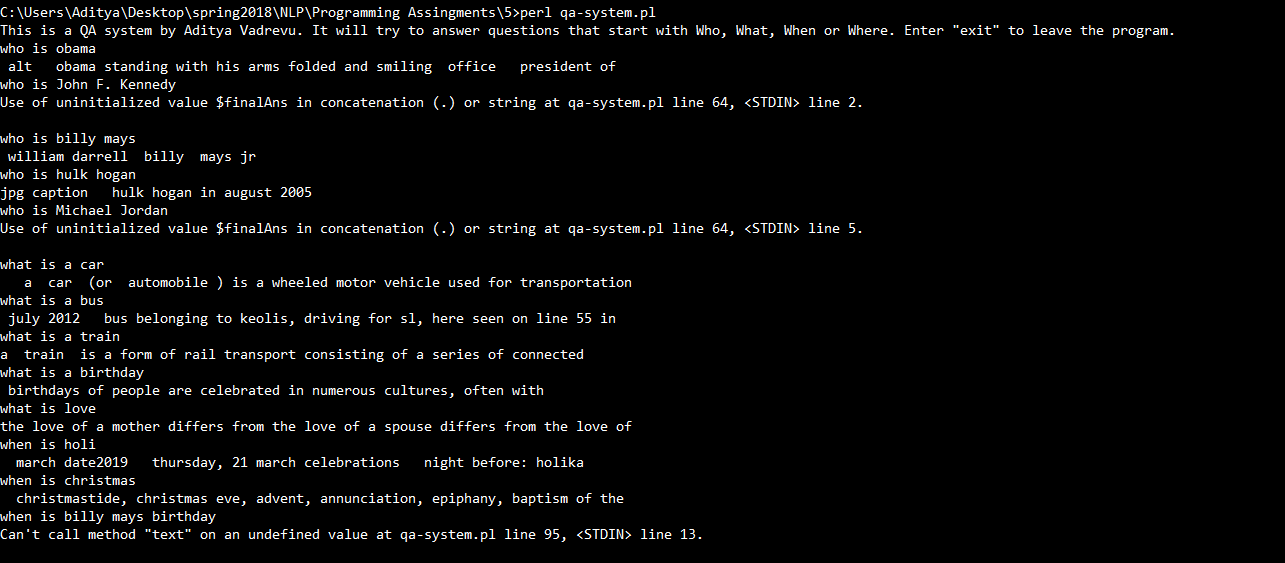 C:\Users\Aditya\Desktop\spring2018\NLP\Programming Assingments\5>perl qa-system.pl
This is a QA system by Aditya Vadrevu. It will try to answer questions that start with Who, What, When or Where. Enter "exit" to leave the program.
who is obama
 alt   obama standing with his arms folded and smiling  office   president of
who is John F. Kennedy
Use of uninitialized value $finalAns in concatenation (.) or string at qa-system.pl line 64, <STDIN> line 2.

who is billy mays
 william darrell  billy  mays jr
who is hulk hogan
jpg caption   hulk hogan in august 2005
who is Michael Jordan
Use of uninitialized value $finalAns in concatenation (.) or string at qa-system.pl line 64, <STDIN> line 5.

what is a car
   a  car  (or  automobile ) is a wheeled motor vehicle used for transportation
what is a bus
 july 2012   bus belonging to keolis, driving for sl, here seen on line 55 in
what is a train
a  train  is a form of rail transport consisting of a series of connected
what is a birthday
 birthdays of people are celebrated in numerous cultures, often with
what is love
the love of a mother differs from the love of a spouse differs from the love of
when is holi
  march date2019   thursday, 21 march celebrations   night before: holika
when is christmas
  christmastide, christmas eve, advent, annunciation, epiphany, baptism of the
when is billy mays birthday
Can't call method "text" on an undefined value at qa-system.pl line 95, <STDIN> line 13.